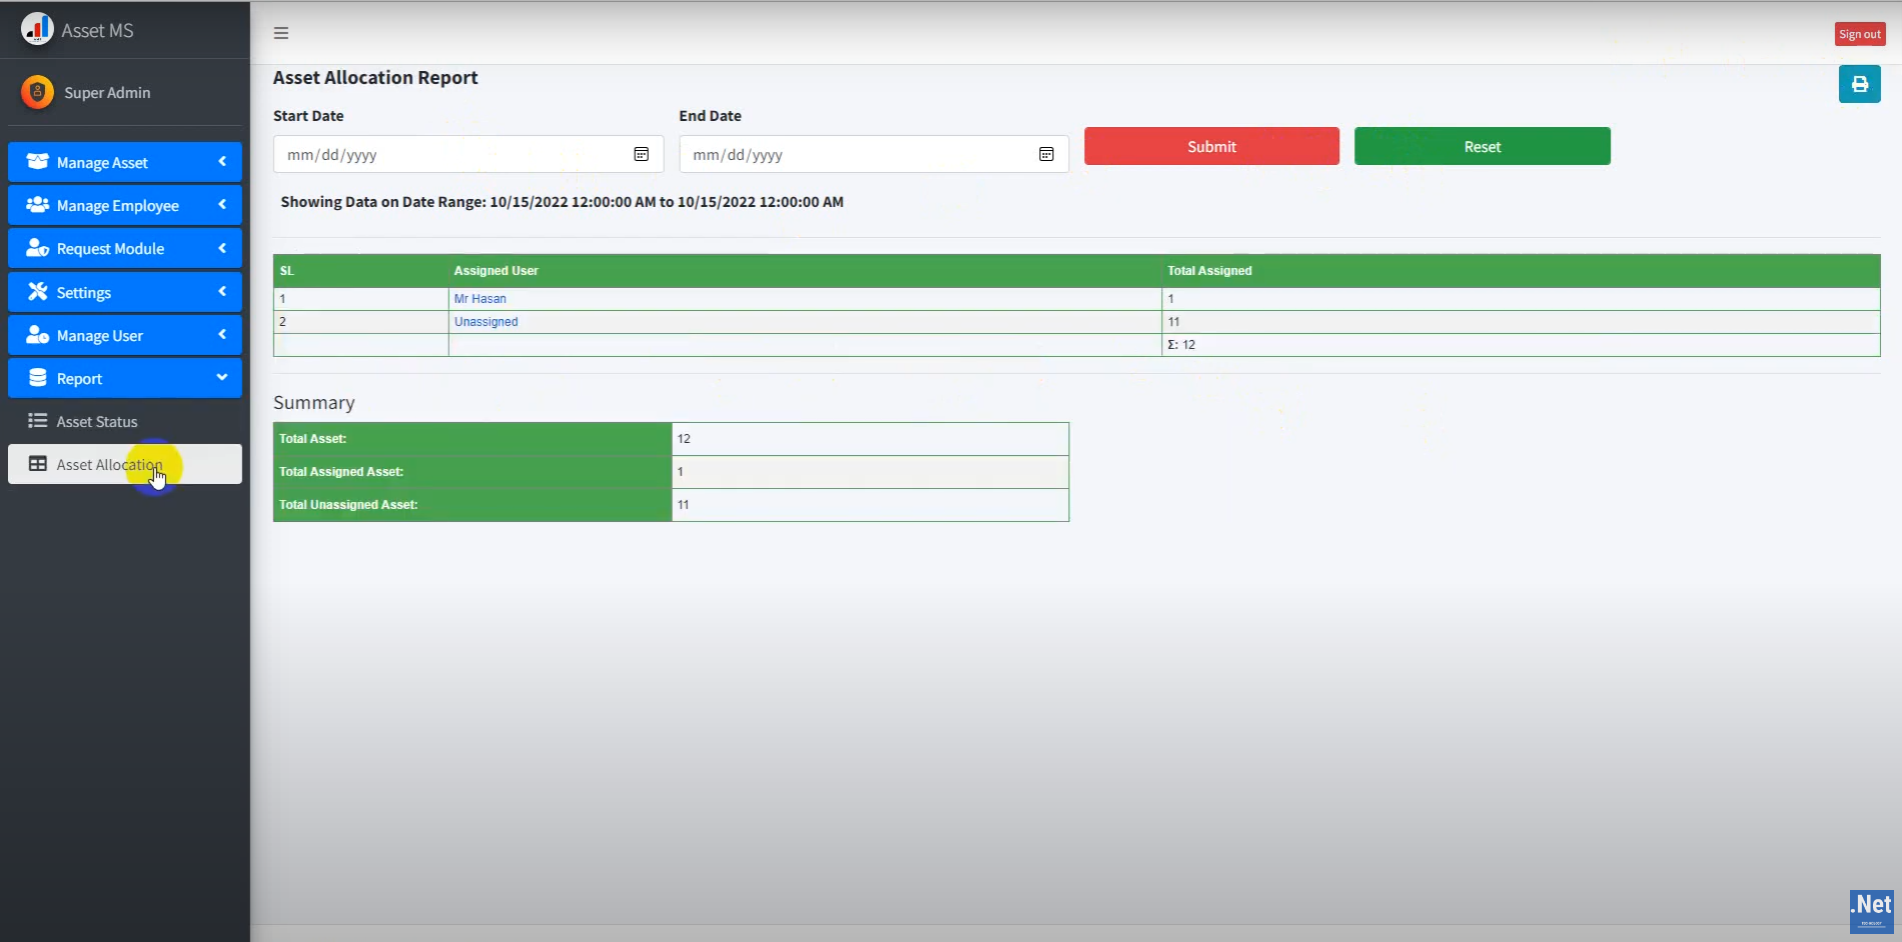 Asset MS
Sign out
Super Admin
Manage Asset
Manage Employee
Request Module
Settings
Manage User
Report
Asset Status
Asset Allocation
Asset Allocation Report
Start Date
End Date
mm/dd/yyyy
mm/dd/yyyy
Submit
Reset
Showing Data on Date Range: 10/15/2022 12:00:00 AM to 10/15/2022 12:00:00 AM
SL Assigned User Total Assigned
1 Mr Hasan 1
2 Unassigned 11
Σ: 12
Summary
Total Asset: 12
Total Assigned Asset: 1
Total Unassigned Asset: 11
.Net